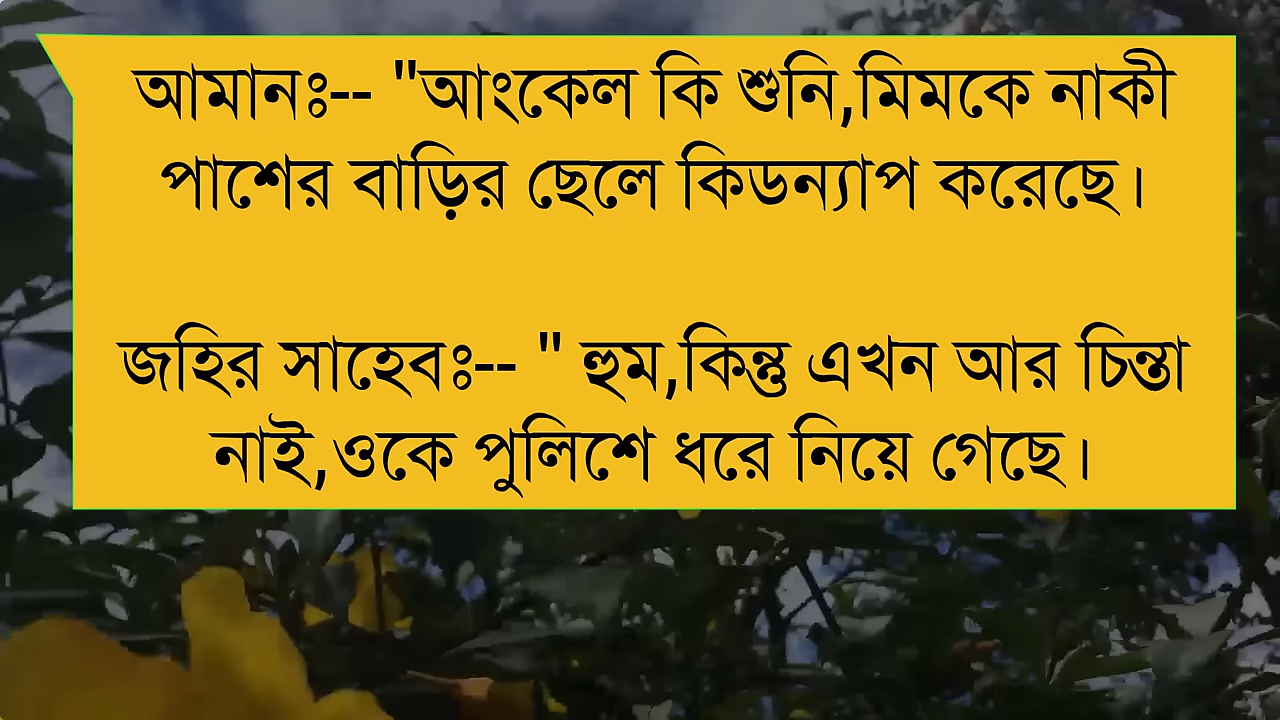 আমানঃ-- "আংকেল কি শুনি,মিমকে নাকী
পাশের বাড়ির ছেলে কিডন্যাপ করেছে।
জহির সাহেবঃ-- " হুম,কিন্তু এখন আর চিন্তা
নাই,ওকে পুলিশে ধরে নিয়ে গেছে।